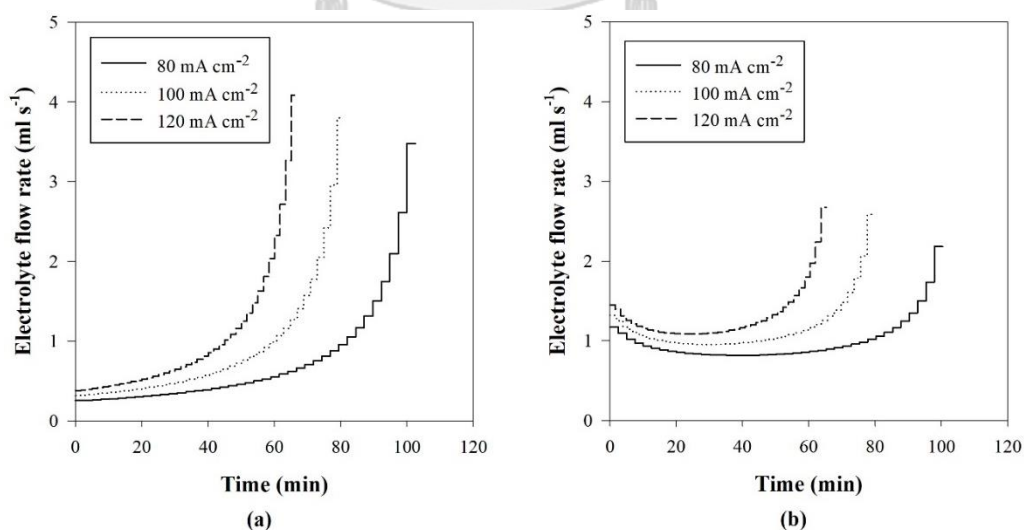 5
4
3
2
1
0
Electrolyte flow rate (ml s⁻¹)
80 mA cm⁻²
100 mA cm⁻²
120 mA cm⁻²
0 20 40 60 80 100 120
Time (min)
(a)
5
4
3
2
1
0
Electrolyte flow rate (ml s⁻¹)
80 mA cm⁻²
100 mA cm⁻²
120 mA cm⁻²
0 20 40 60 80 100 120
Time (min)
(b)